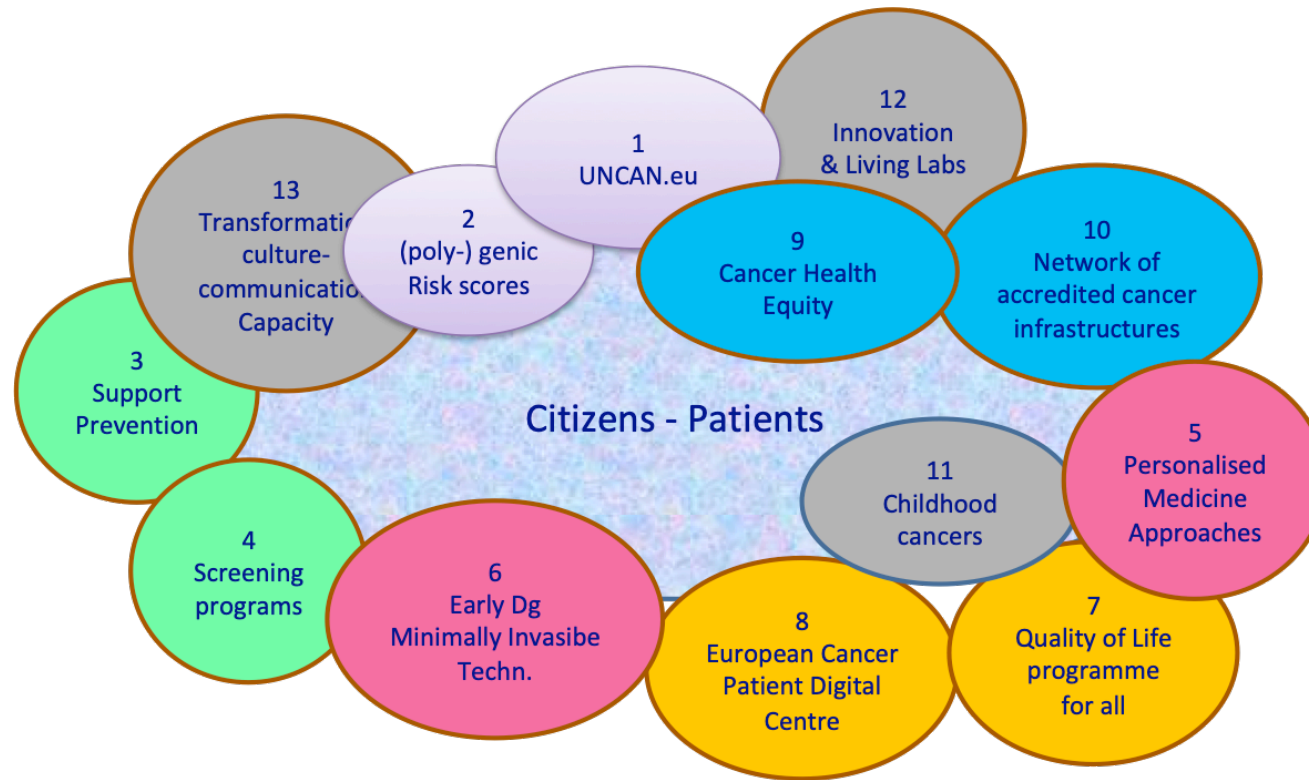 12
Innovation
& Living Labs
1
UNCAN.eu
13
Transformation
culture-
communication
Capacity
2
(poly-) genic
Risk scores
9
Cancer Health
Equity
10
Network of
accredited cancer
infrastructures
3
Support
Prevention
Citizens - Patients
5
Personalised
Medicine
Approaches
11
Childhood
cancers
4
Screening
programs
6
Early Dg
Minimally Invasibe
Techn.
8
European Cancer
Patient Digital
Centre
7
Quality of Life
programme
for all